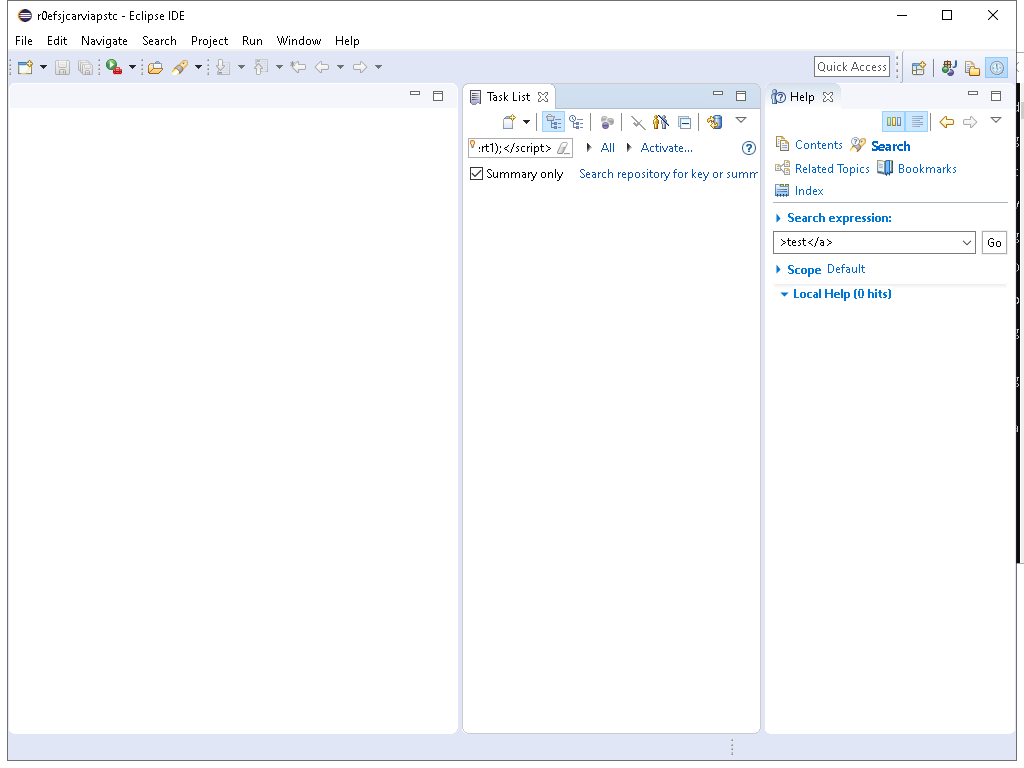 r0efsjcarviapstc - Eclipse IDE
File Edit Navigate Search Project Run Window Help
Quick Access
Task List
Help
:rt1);</script> All Activate...
Summary only Search repository for key or summ
Contents Search
Related Topics Bookmarks
Index
Search expression:
>test</a> Go
Scope Default
Local Help (0 hits)